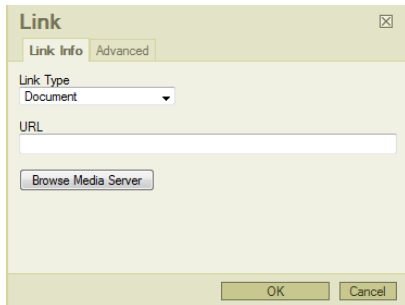 Link
Link Info Advanced
Link Type
Document
URL
Browse Media Server
OK Cancel